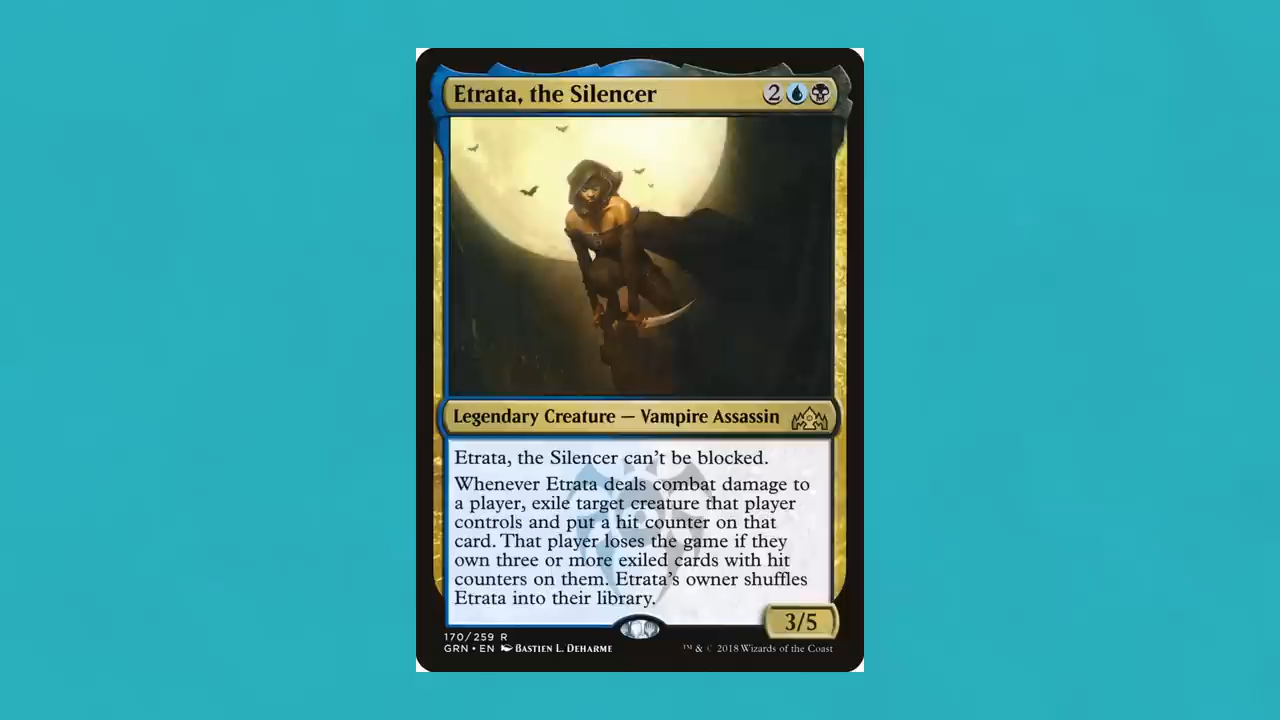 Etrata, the Silencer
2
Legendary Creature — Vampire Assassin
Etrata, the Silencer can't be blocked.
Whenever Etrata deals combat damage to
a player, exile target creature that player
controls and put a hit counter on that
card. That player loses the game if they
own three or more exiled cards with hit
counters on them. Etrata's owner shuffles
Etrata into their library.
3/5
170/259 R
GRN • EN Bastien L. Deharme
™ & © 2018 Wizards of the Coast